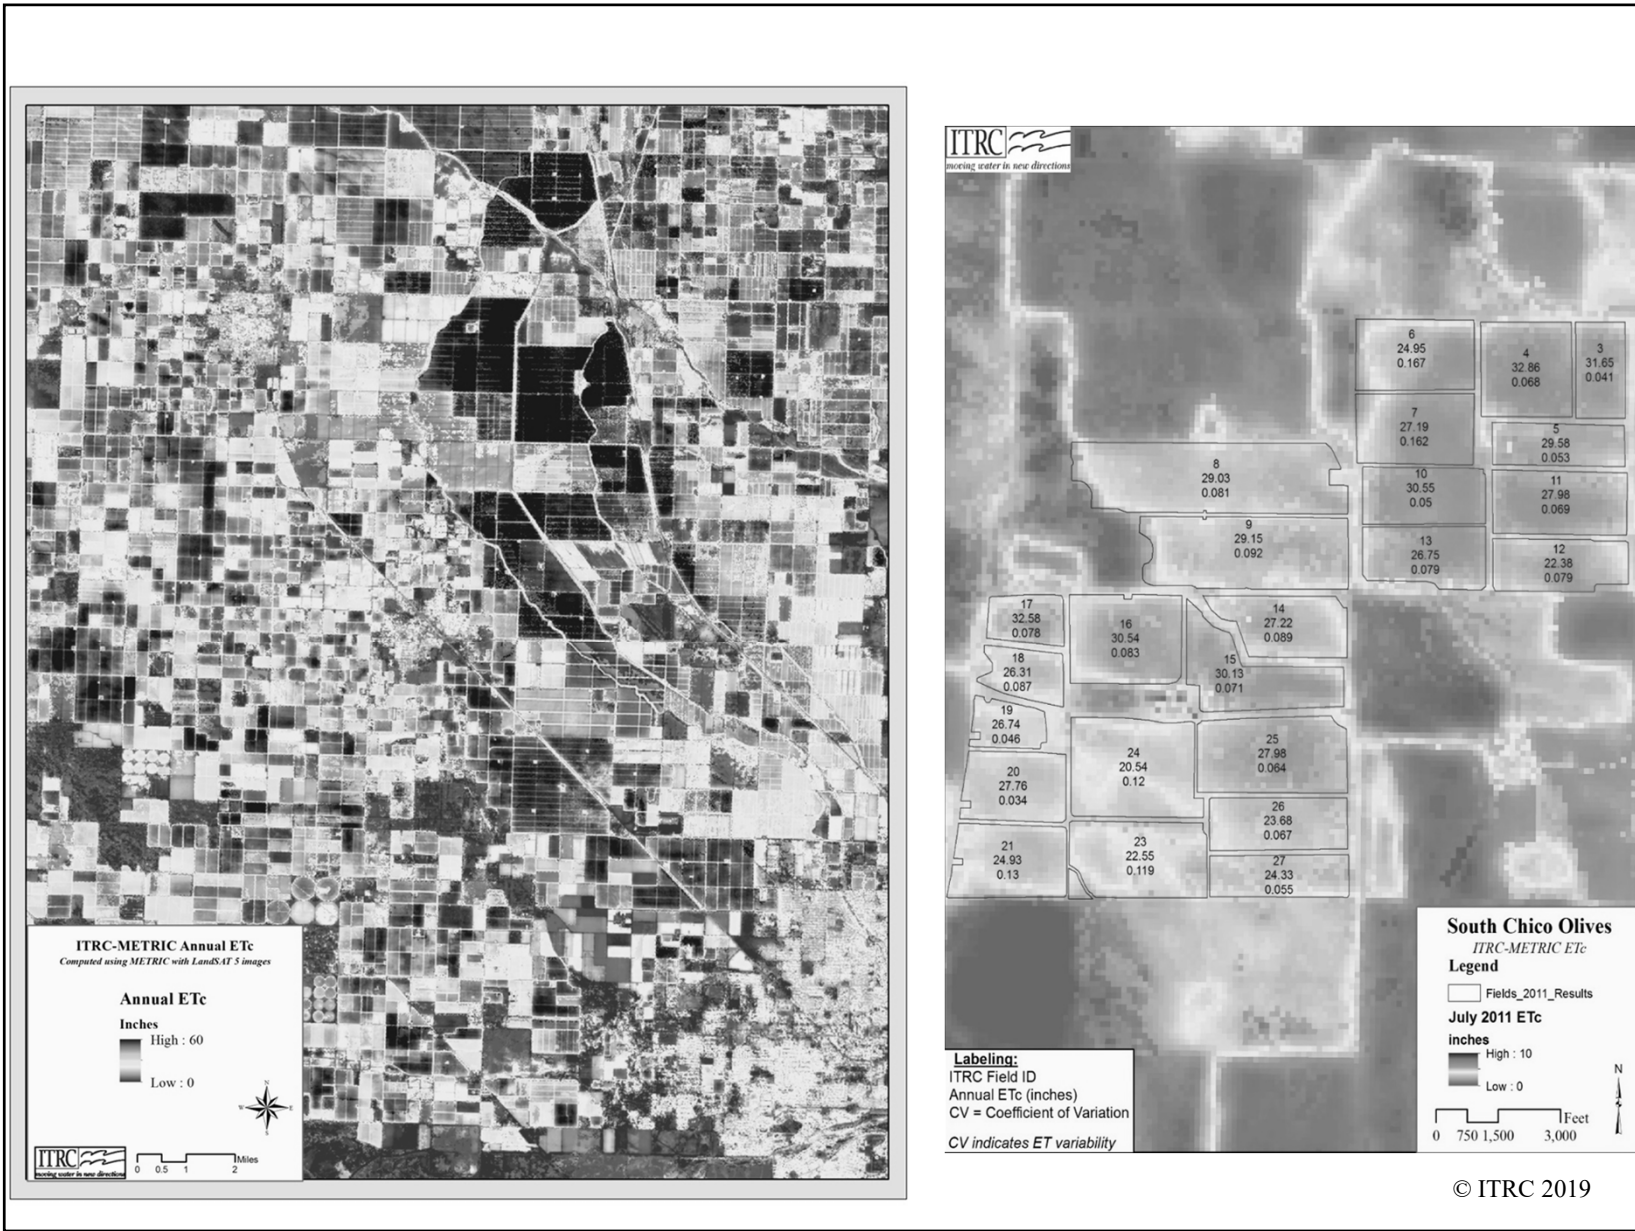 ITRC-METRIC Annual ETc
Computed using METRIC with LandSAT 5 images
Annual ETc
Inches
High : 60
Low : 0
N
W
E
S
ITRC
moving water in new directions
0 0.5 1 2 Miles
ITRC
moving water in new directions
6
24.95
0.167
4
32.86
0.068
3
31.65
0.041
7
27.19
0.162
5
29.58
0.053
8
29.03
0.081
10
30.55
0.05
11
27.98
0.069
9
29.15
0.092
13
26.75
0.079
12
22.38
0.079
17
32.58
0.078
16
30.54
0.083
14
27.22
0.089
15
30.13
0.071
18
26.31
0.087
19
26.74
0.046
24
20.54
0.12
25
27.98
0.064
20
27.76
0.034
26
23.68
0.067
21
24.93
0.13
23
22.55
0.119
27
24.33
0.055
Labeling:
ITRC Field ID
Annual ETc (inches)
CV = Coefficient of Variation
CV indicates ET variability
South Chico Olives
ITRC-METRIC ETc
Legend
Fields_2011_Results
July 2011 ETc
inches
High : 10
Low : 0
N
Feet
0 750 1,500 3,000
© ITRC 2019